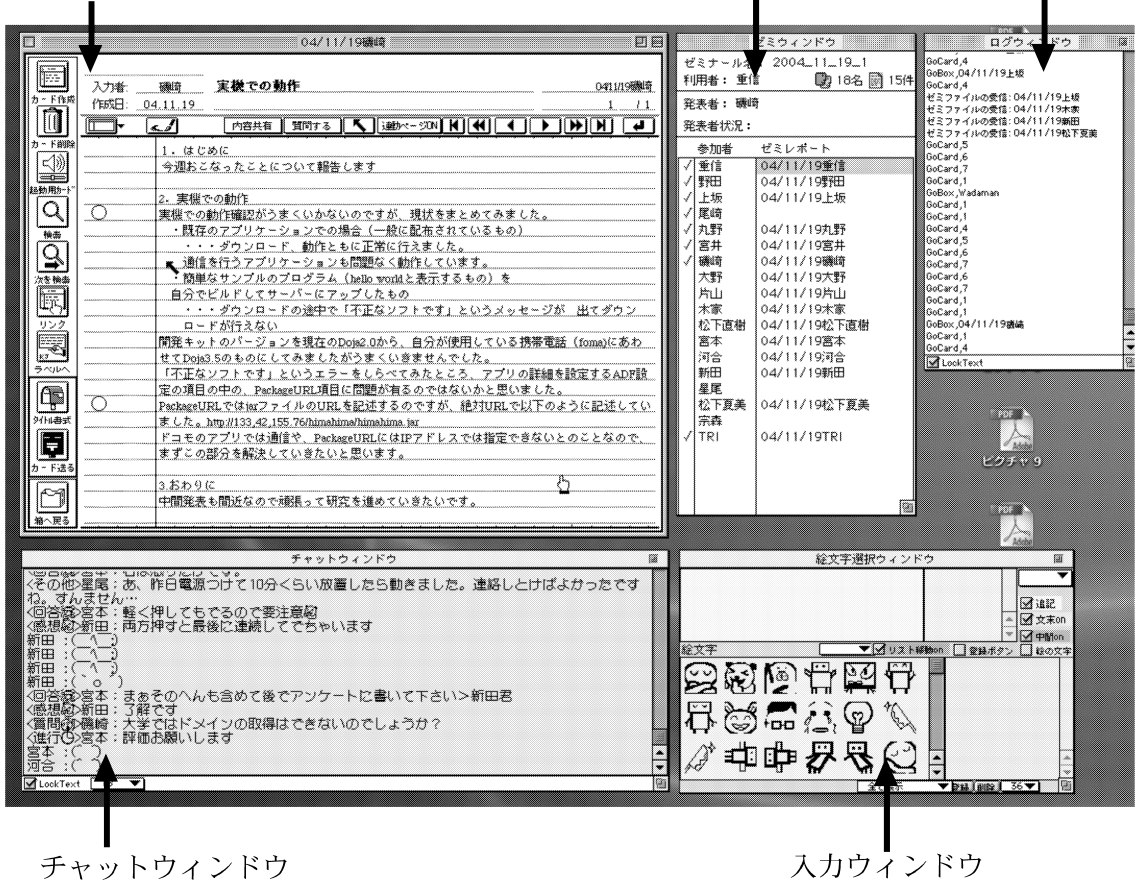 04/11/19磯崎
カード作成
カード削除
起動用カード
検索
次を検索
リンク
ラベルへ
タイトル書式
カード送る
箱へ戻る
入力者: 磯崎 実機での動作 04/11/19磯崎
作成日: 04.11.19 1 / 1
内容共有 質問する 連動ページON
1. はじめに
今週おこなったことについて報告します
2. 実機での動作
実機での動作確認がうまくいかないのですが、現状をまとめてみました。
・既存のアプリケーションでの場合（一般に配布されているもの）
・・・ダウンロード、動作ともに正常に行えました。
通信を行うアプリケーションも問題なく動作しています。
・簡単なサンプルのプログラム（hello worldと表示するもの）を
自分でビルドしてサーバーにアップしたもの
・・・ダウンロードの途中で「不正なソフトです」というメッセージが 出てダウン
ロードが行えない
開発キットのバージョンを現在のDoja2.0から、自分が使用している携帯電話（foma)にあわ
せてDoja3.5のものにしてみましたがうまくいきませんでした。
「不正なソフトです」というエラーをしらべてみたところ、アプリの詳細を設定するADF設
定の項目の中の、PackageURL項目に問題が有るのではないかと思いました。
PackageURLではjarファイルのURLを記述するのですが、絶対URLで以下のように記述してい
ました。http://133,42,155.76/himahima/himahima.jar
ドコモのアプリでは通信や、PackageURLにはIPアドレスでは指定できないとのことなので、
まずこの部分を解決していきたいと思います。
3.おわりに
中間発表も間近なので頑張って研究を進めていきたいです。
ゼミウィンドウ
ゼミナール名 2004_11_19_1
利用者: 重信 18名 15件
発表者: 磯崎
発表者状況:
参加者 ゼミレポート
✓ 重信 04/11/19重信
✓ 野田 04/11/19野田
✓ 上坂 04/11/19上坂
✓ 尾崎
✓ 丸野 04/11/19丸野
✓ 宮井 04/11/19宮井
✓ 磯崎 04/11/19磯崎
大野 04/11/19大野
片山 04/11/19片山
木家 04/11/19木家
松下直樹 04/11/19松下直樹
宮本 04/11/19宮本
河合 04/11/19河合
新田 04/11/19新田
星尾
松下夏美 04/11/19松下夏美
宗森
✓ TRI 04/11/19TRI
ログウィンドウ
GoCard,4
GoBox,04/11/19上坂
GoCard,4
ゼミファイルの受信:04/11/19上坂
ゼミファイルの受信:04/11/19木家
ゼミファイルの受信:04/11/19新田
ゼミファイルの受信:04/11/19松下夏美
GoCard,5
GoCard,6
GoCard,7
GoCard,1
GoBox,Wadaman
GoCard,1
GoCard,1
GoCard,4
GoCard,5
GoCard,6
GoCard,7
GoCard,6
GoCard,7
GoCard,1
GoBox,04/11/19磯崎
GoCard,1
GoCard,4
LockText
PDF
Adobe
ピクチャ 9
PDF
Adobe
チャットウィンドウ
<その他>星尾:あ、昨日電源つけて10分くらい放置したら動きました。連絡しとけばよかったです
ね。すんません…
<回答>宮本:軽く押してもでるので要注意
<感想>新田:両方押すと最後に連続してでちゃいます
新田 :
新田 :
新田 :
新田 :
<回答>宮本:まぁそのへんも含めて後でアンケートに書いて下さい>新田君
<感想>新田:了解です
<質問>磯崎:大学ではドメインの取得はできないのでしょうか?
<進行>宮本:評価お願いします
宮本 :
河合 :
LockText
絵文字選択ウィンドウ
追記
文末on
中間on
絵文字 リスト移動on 登録ボタン 絵の文字
登録 削除 36
チャットウィンドウ
入力ウィンドウ